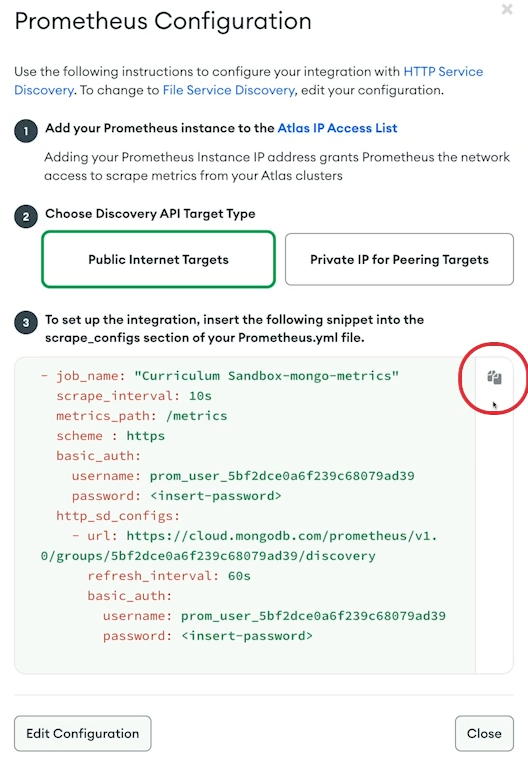 Prometheus Configuration
Use the following instructions to configure your integration with HTTP Service
Discovery. To change to File Service Discovery, edit your configuration.
1 Add your Prometheus instance to the Atlas IP Access List
Adding your Prometheus Instance IP address grants Prometheus the network
access to scrape metrics from your Atlas clusters
2 Choose Discovery API Target Type
Public Internet Targets
Private IP for Peering Targets
3 To set up the integration, insert the following snippet into the
scrape_configs section of your Prometheus.yml file.
- job_name: "Curriculum Sandbox-mongo-metrics"
scrape_interval: 10s
metrics_path: /metrics
scheme : https
basic_auth:
username: prom_user_5bf2dce0a6f239c68079ad39
password: <insert-password>
http_sd_configs:
- url: https://cloud.mongodb.com/prometheus/v1.
0/groups/5bf2dce0a6f239c68079ad39/discovery
refresh_interval: 60s
basic_auth:
username: prom_user_5bf2dce0a6f239c68079ad39
password: <insert-password>
Edit Configuration
Close